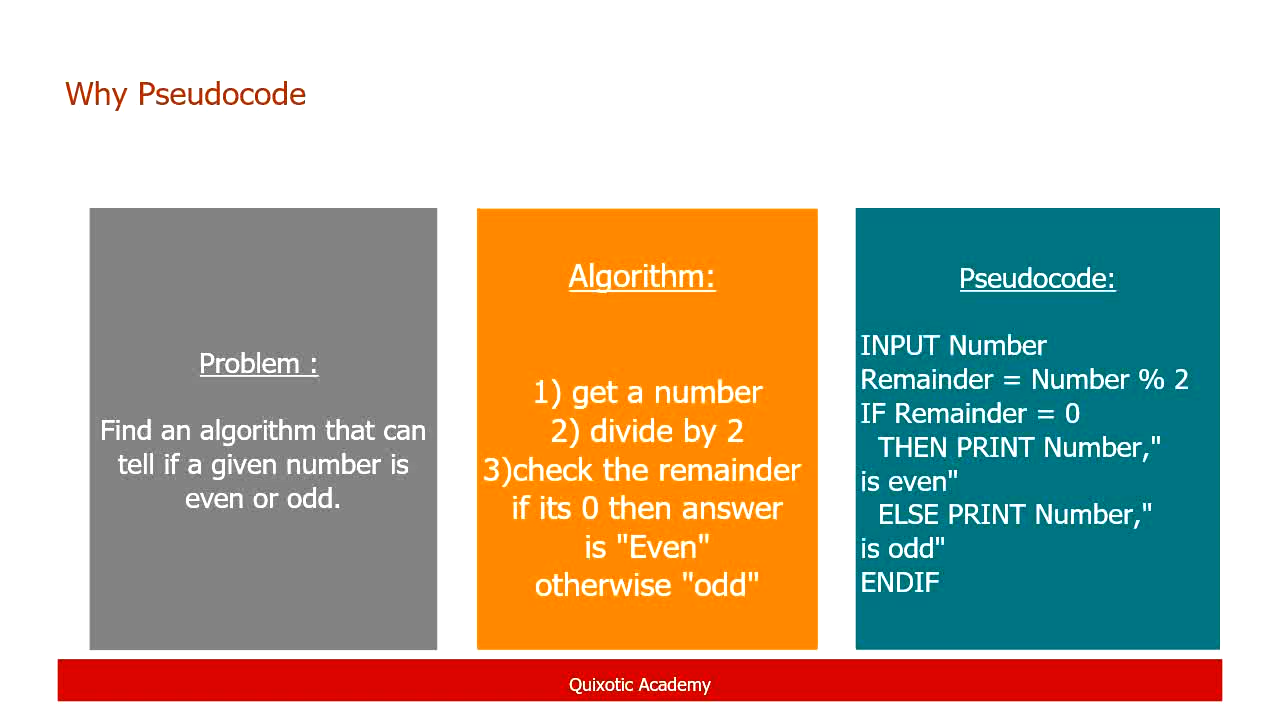 Why Pseudocode
Problem :
Find an algorithm that can
tell if a given number is
even or odd.
Algorithm:
1) get a number
2) divide by 2
3)check the remainder
if its 0 then answer
is "Even"
otherwise "odd"
Pseudocode:
INPUT Number
Remainder = Number % 2
IF Remainder = 0
THEN PRINT Number,"
is even"
ELSE PRINT Number,"
is odd"
ENDIF
Quixotic Academy